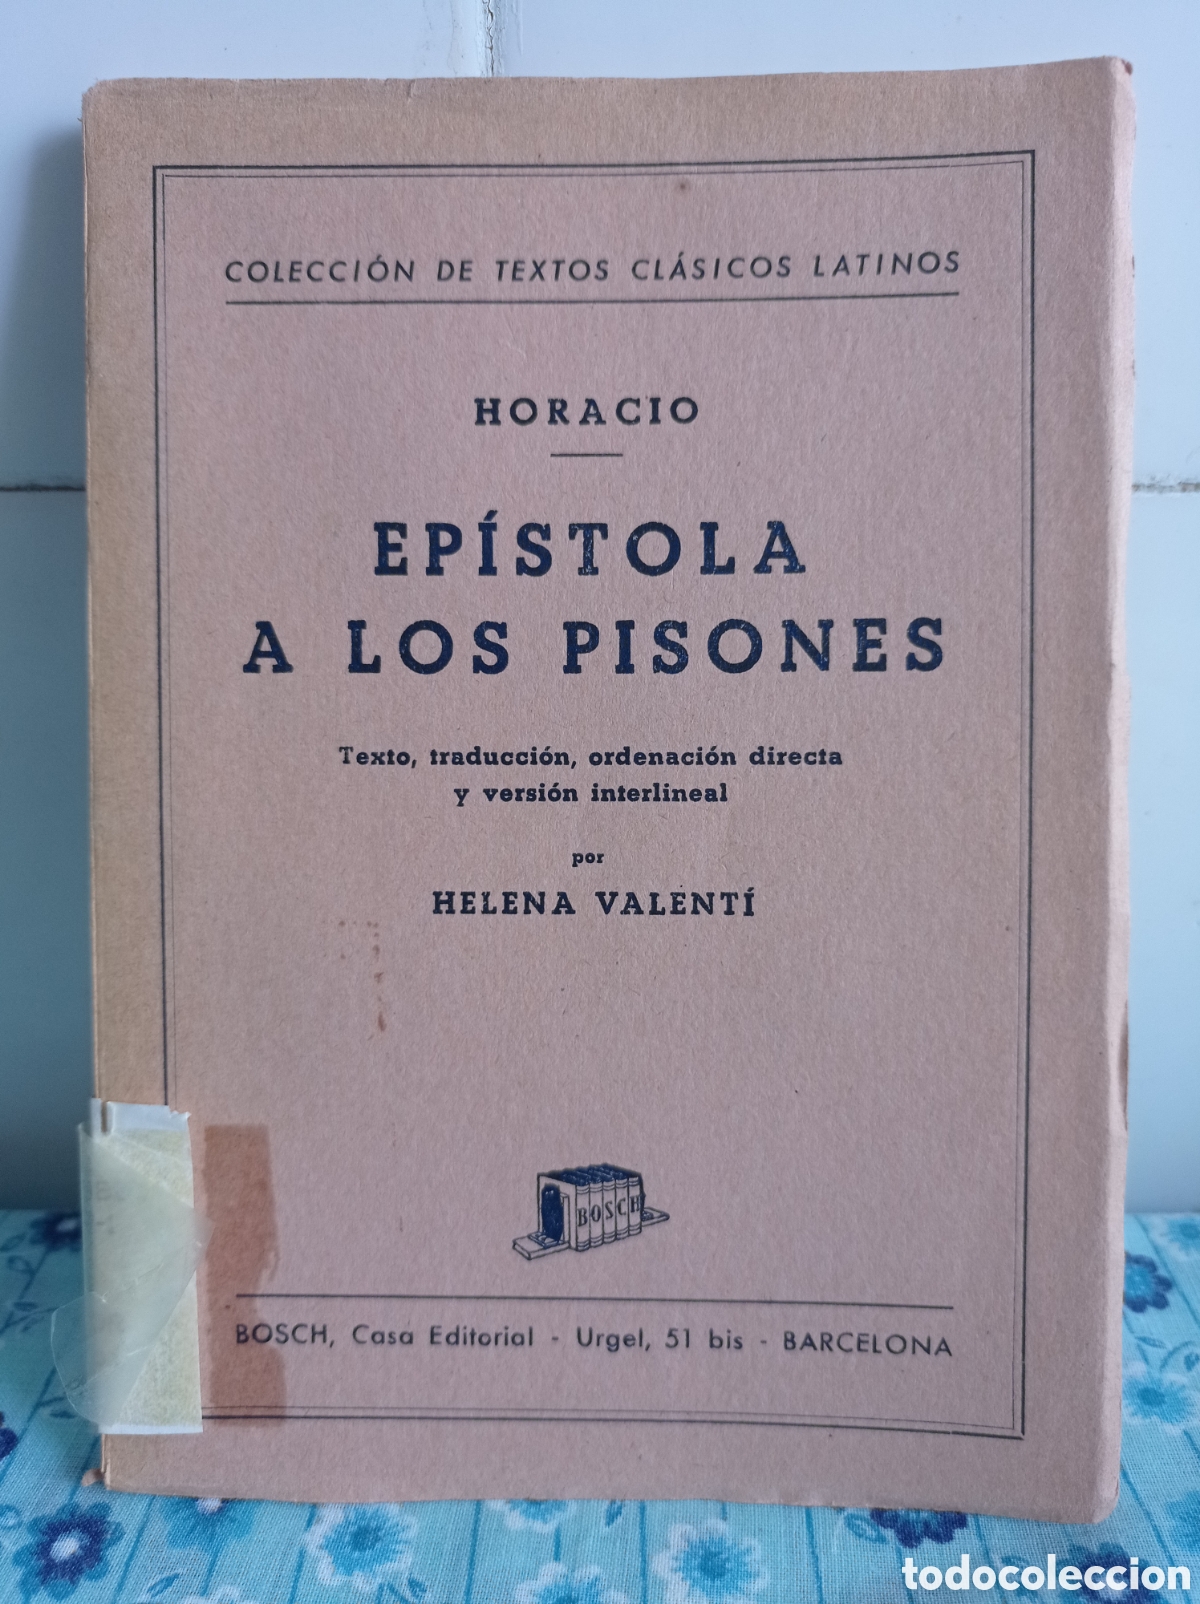 COLECCIÓN DE TEXTOS CLÁSICOS LATINOS
HORACIO
EPÍSTOLA
A LOS PISONES
Texto, traducción, ordenación directa
y versión interlineal
por
HELENA VALENTÍ
BOSCH
BOSCH, Casa Editorial - Urgel, 51 bis - BARCELONA
todocoleccion